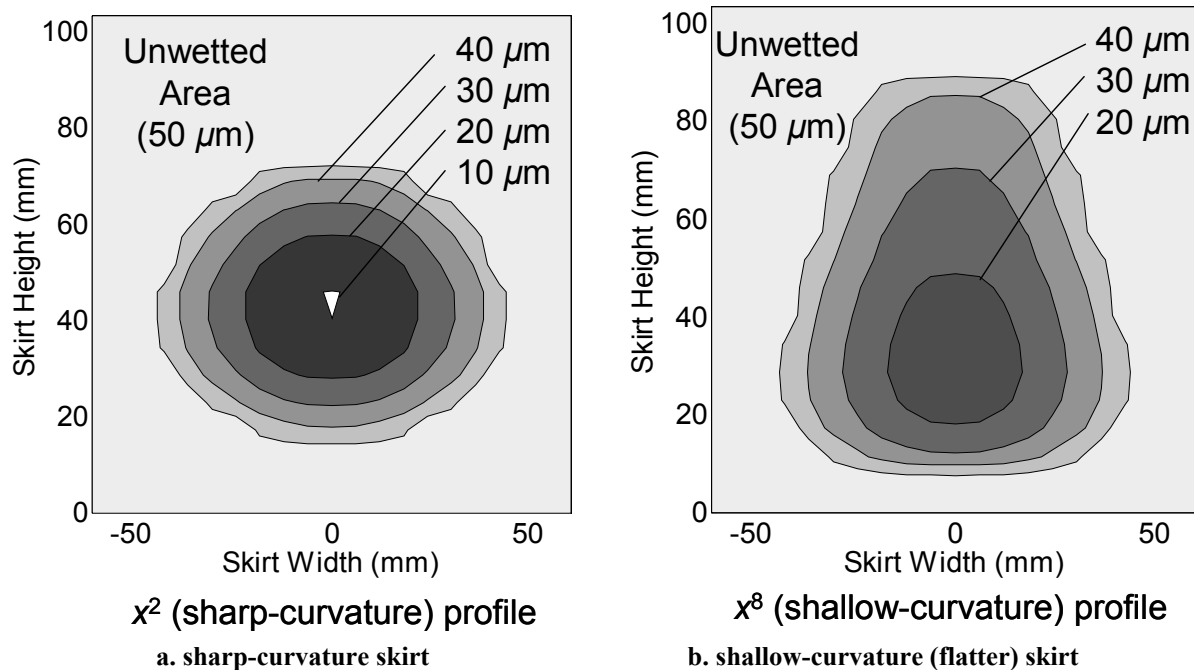 100
80
60
40
20
0
Skirt Height (mm)
Unwetted
Area
(50 µm)
40 µm
30 µm
20 µm
10 µm
-50 0 50
Skirt Width (mm)
x² (sharp-curvature) profile
a. sharp-curvature skirt
100
80
60
40
20
0
Skirt Height (mm)
Unwetted
Area
(50 µm)
40 µm
30 µm
20 µm
-50 0 50
Skirt Width (mm)
x⁸ (shallow-curvature) profile
b. shallow-curvature (flatter) skirt